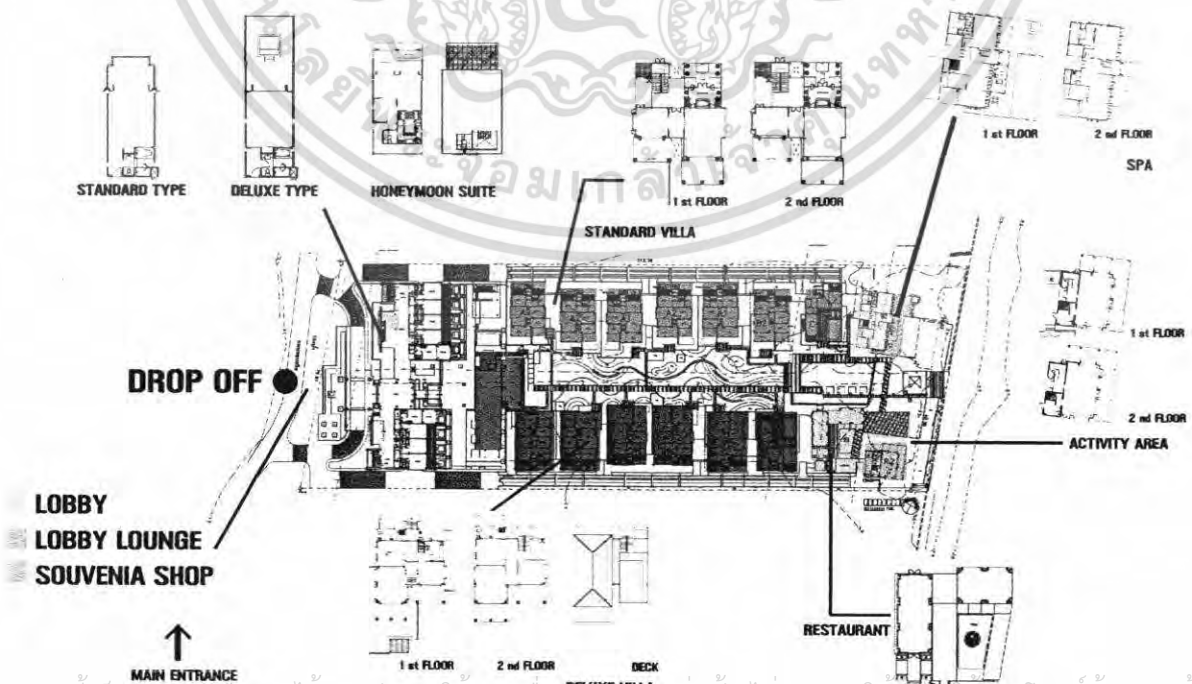 STANDARD TYPE
DELUXE TYPE
HONEYMOON SUITE
1 st FLOOR
2 nd FLOOR
STANDARD VILLA
1 st FLOOR
2 nd FLOOR
SPA
1 st FLOOR
2 nd FLOOR
ACTIVITY AREA
DROP OFF
LOBBY
LOBBY LOUNGE
SOUVENIA SHOP
MAIN ENTRANCE
1 st FLOOR
2 nd FLOOR
DECK
DELUXE VILLA
RESTAURANT